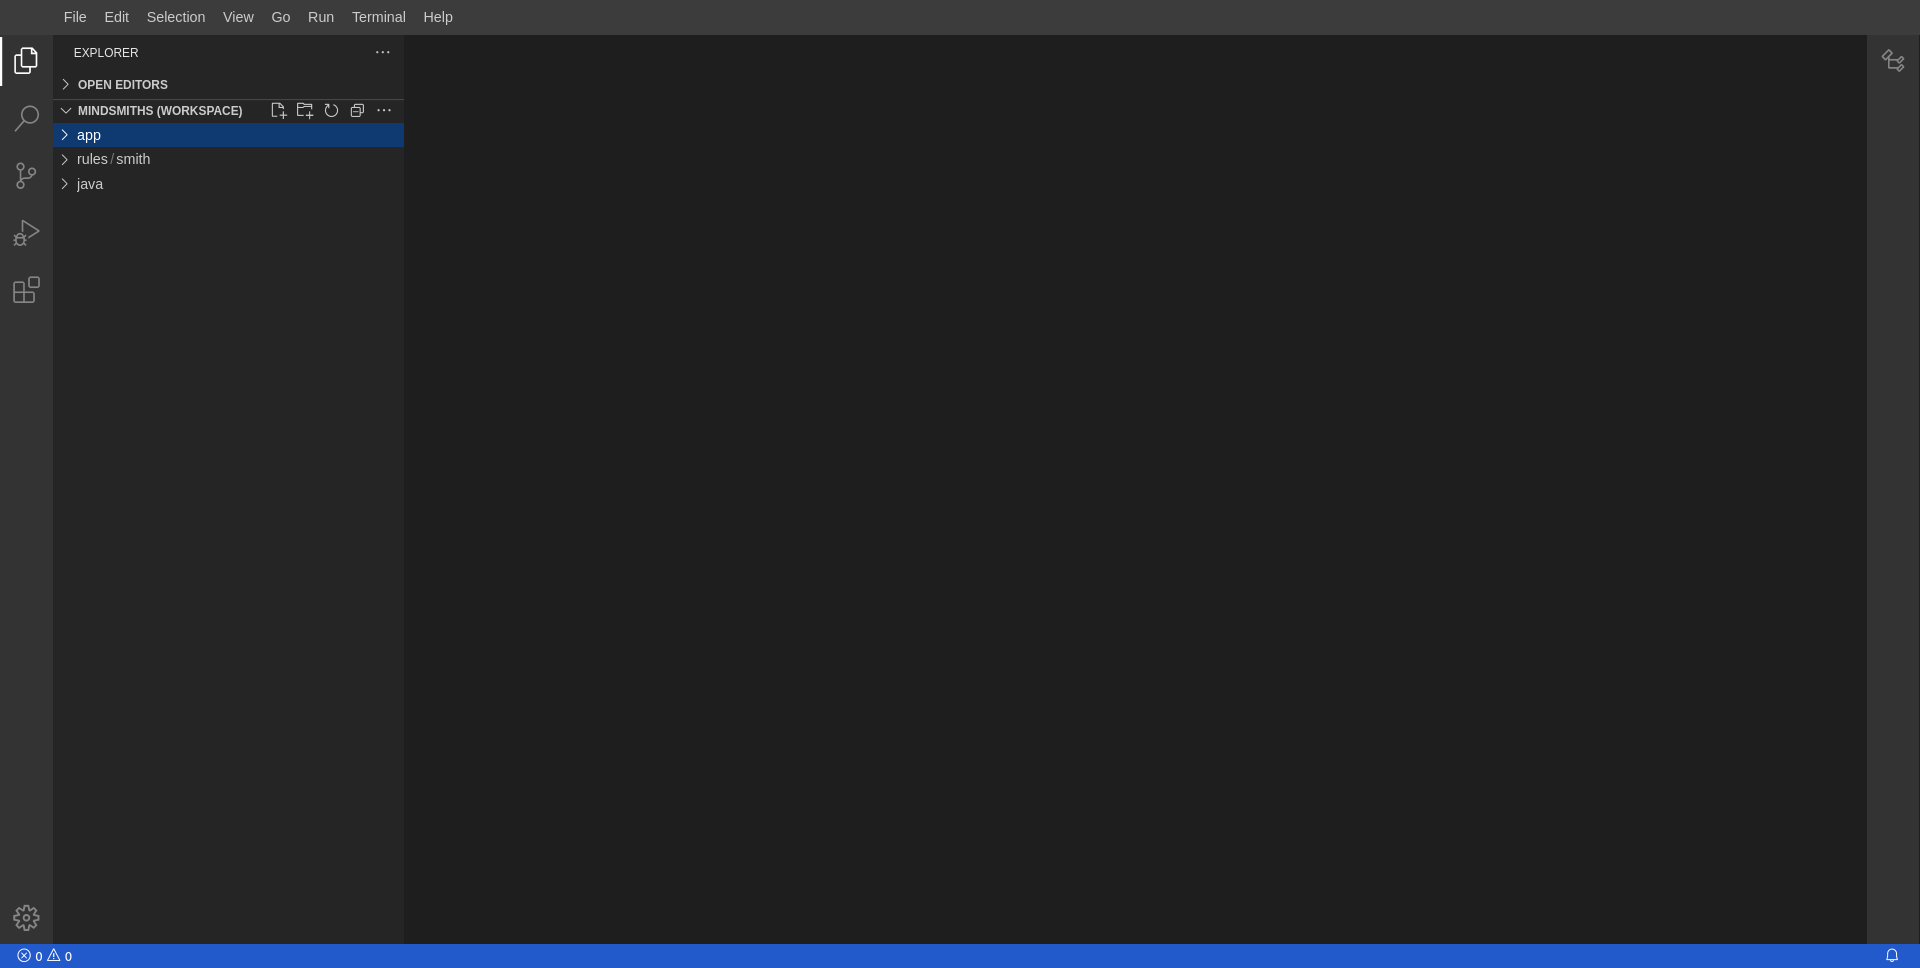 File Edit Selection View Go Run Terminal Help
EXPLORER
OPEN EDITORS
MINDSMITHS (WORKSPACE)
app
rules/smith
java
0 0